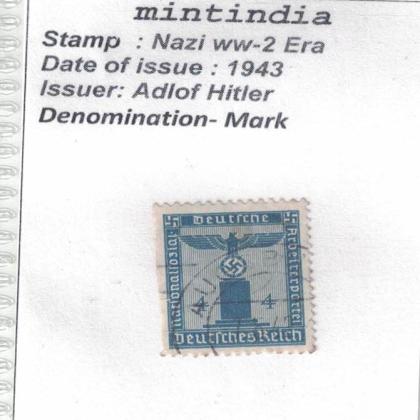 mintindia
Stamp : Nazi ww-2 Era
Date of issue : 1943
Issuer: Adlof Hitler
Denomination- Mark
Deutsche
Nationalsozial.
Arbeiterpartei
4 4
Deutsches Reich